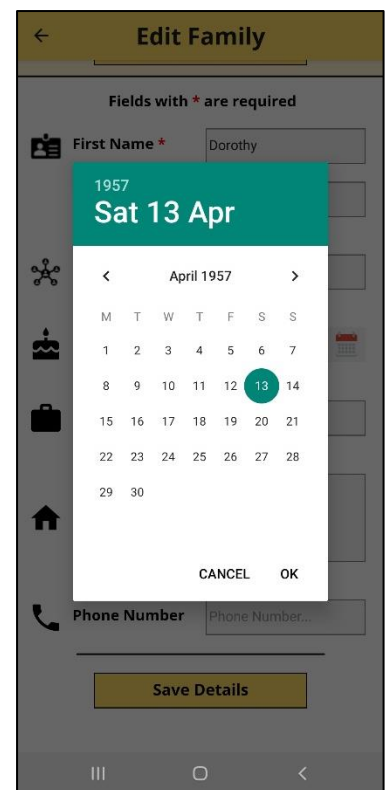 Edit Family
Fields with * are required
First Name * Dorothy
1957
Sat 13 Apr
April 1957
M T W T F S S
1 2 3 4 5 6 7
8 9 10 11 12 13 14
15 16 17 18 19 20 21
22 23 24 25 26 27 28
29 30
CANCEL OK
Phone Number Phone Number...
Save Details